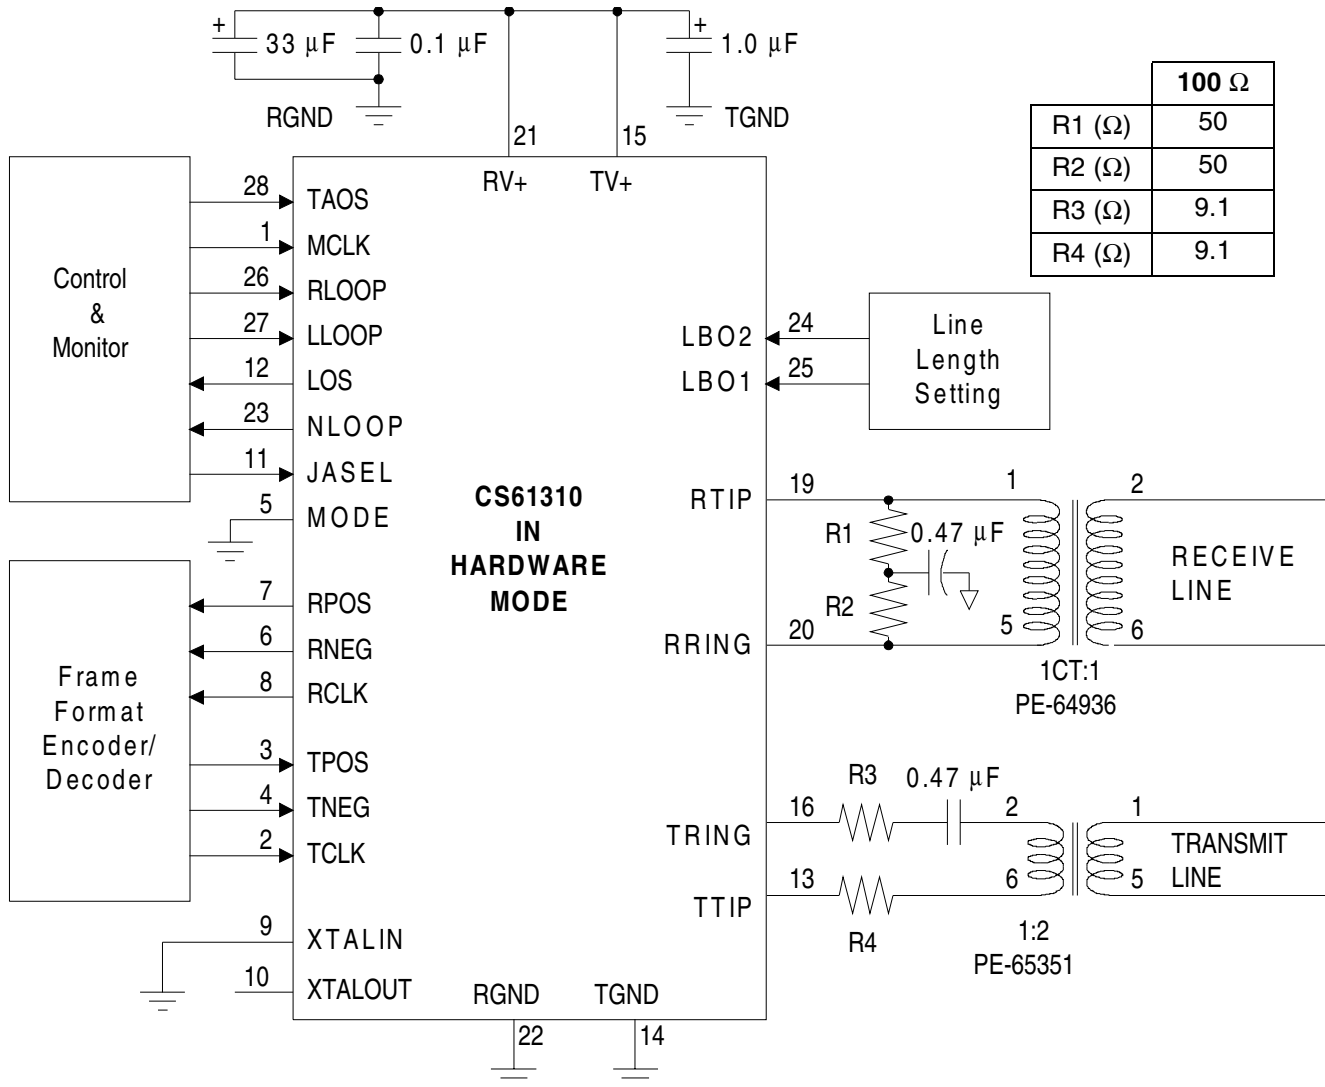 +
33 µF
0.1 µF
+
1.0 µF
RGND
TGND
21
15
100 Ω
R1 (Ω) 50
R2 (Ω) 50
R3 (Ω) 9.1
R4 (Ω) 9.1
RV+
TV+
Control
&
Monitor
28 TAOS
1 MCLK
26 RLOOP
27 LLOOP
12 LOS
23 NLOOP
11 JASEL
5 MODE
CS61310
IN
HARDWARE
MODE
LBO2 24
LBO1 25
Line
Length
Setting
RTIP 19
R1
0.47 µF
R2
RRING 20
1
2
5
6
RECEIVE
LINE
1CT:1
PE-64936
Frame
Format
Encoder/
Decoder
7 RPOS
6 RNEG
8 RCLK
3 TPOS
4 TNEG
2 TCLK
TRING 16
R3
0.47 µF
TTIP 13
R4
2
1
6
5
TRANSMIT
LINE
1:2
PE-65351
9 XTALIN
10 XTALOUT
RGND
TGND
22
14